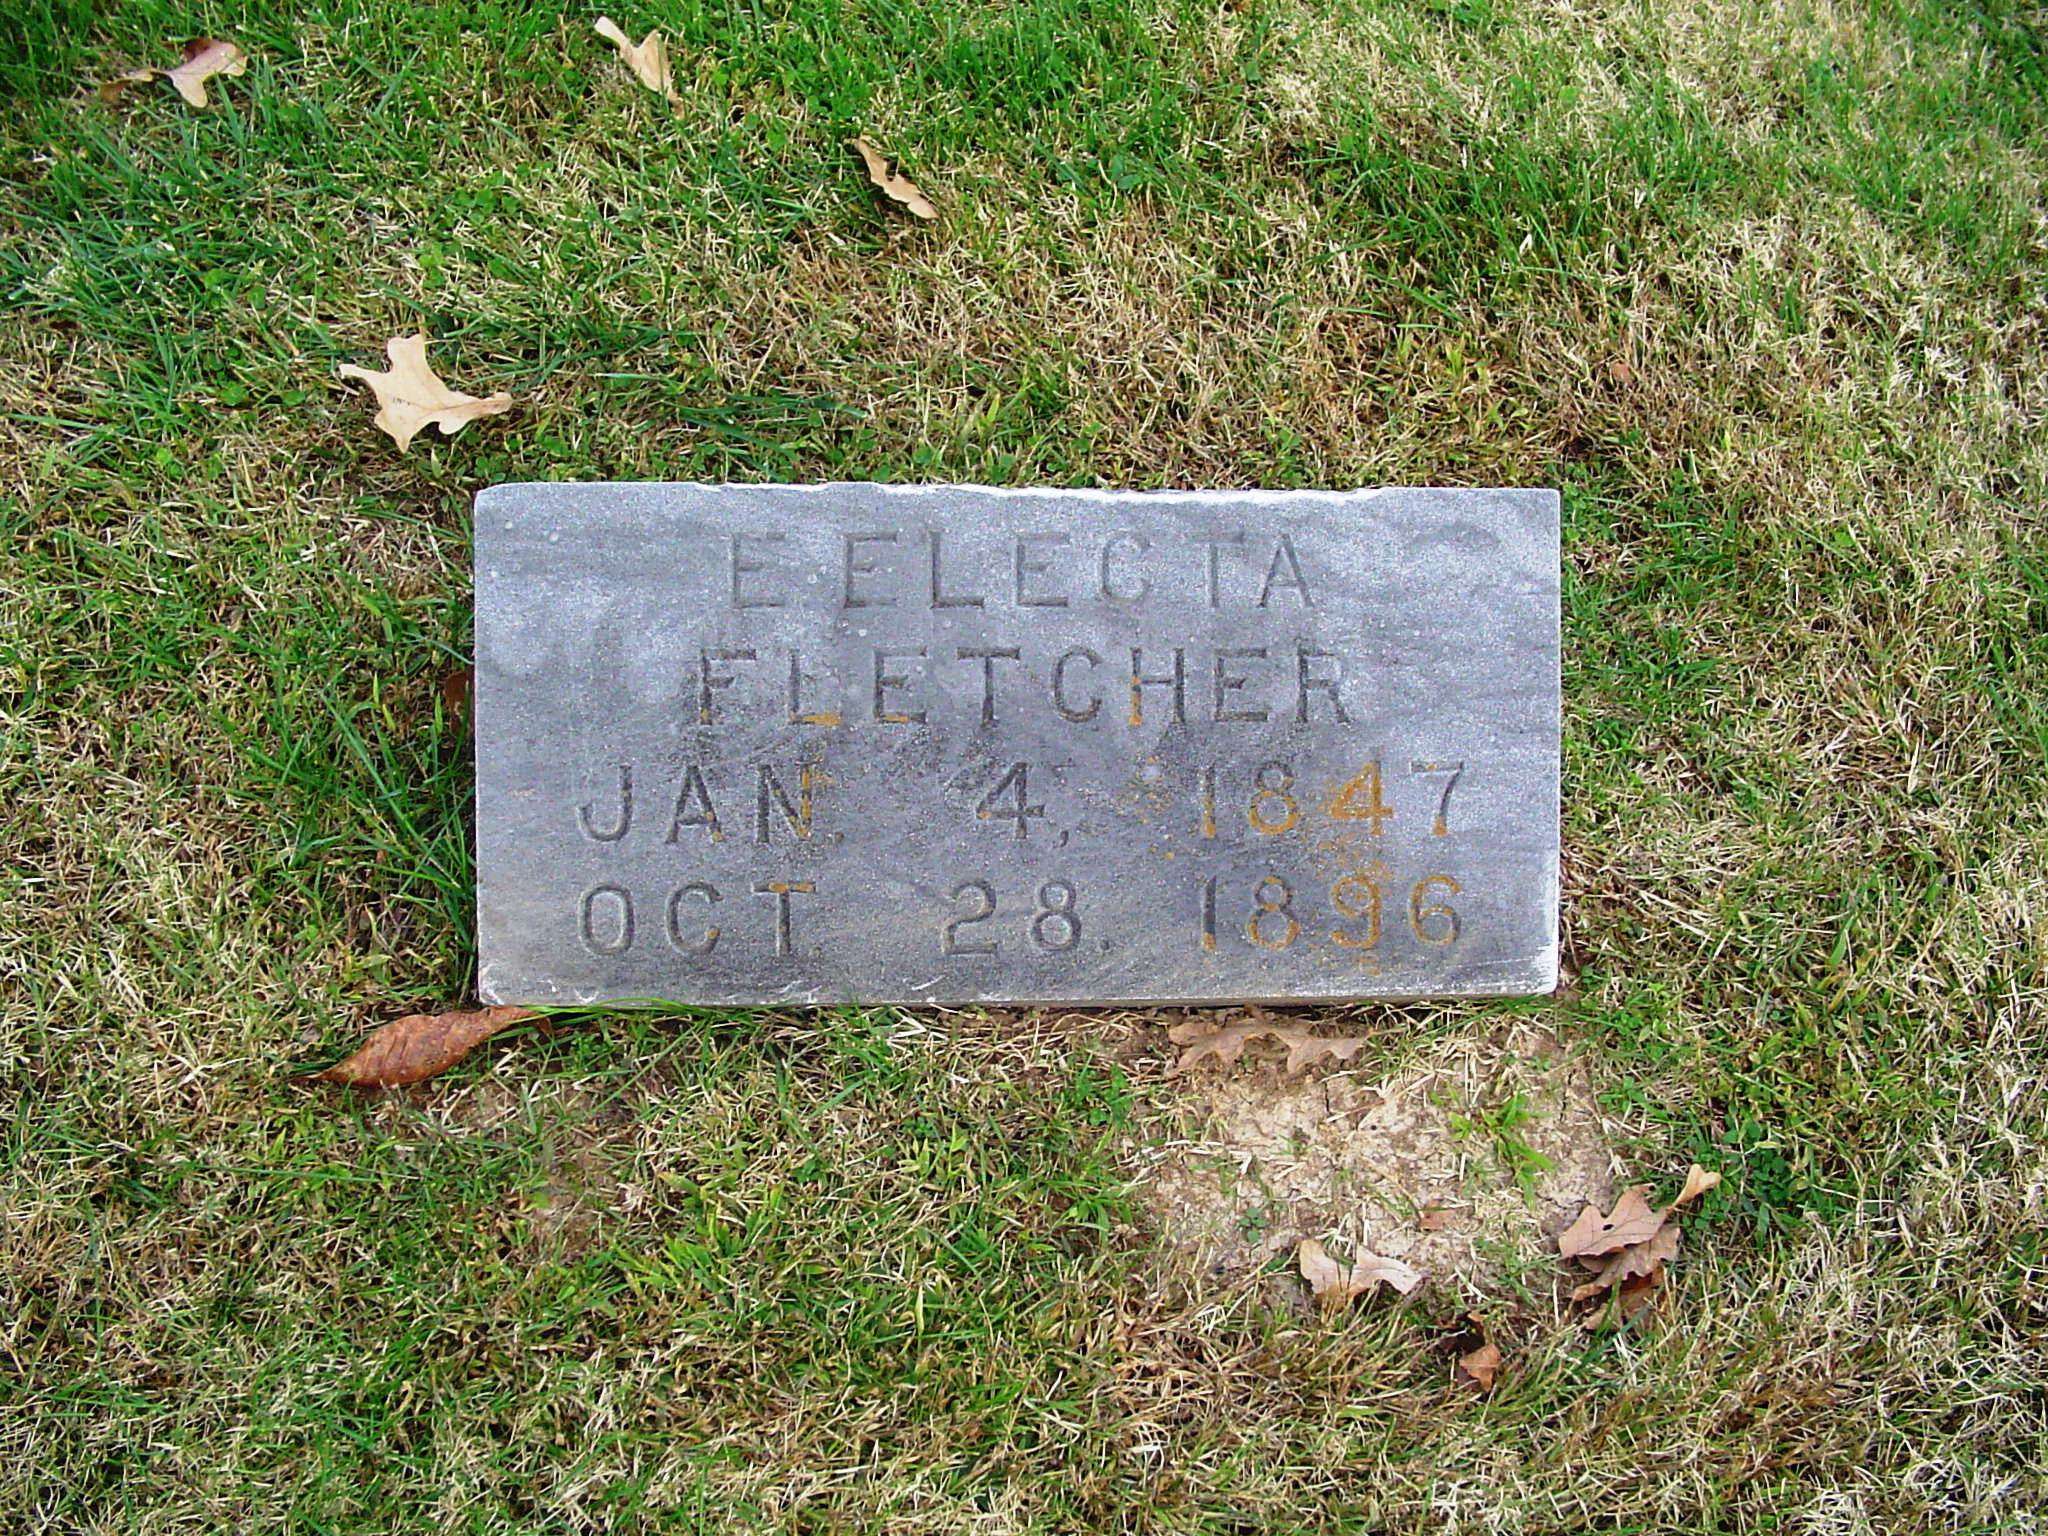 E ELECTA
FLETCHER
JAN. 4, 1847
OCT. 28. 1896